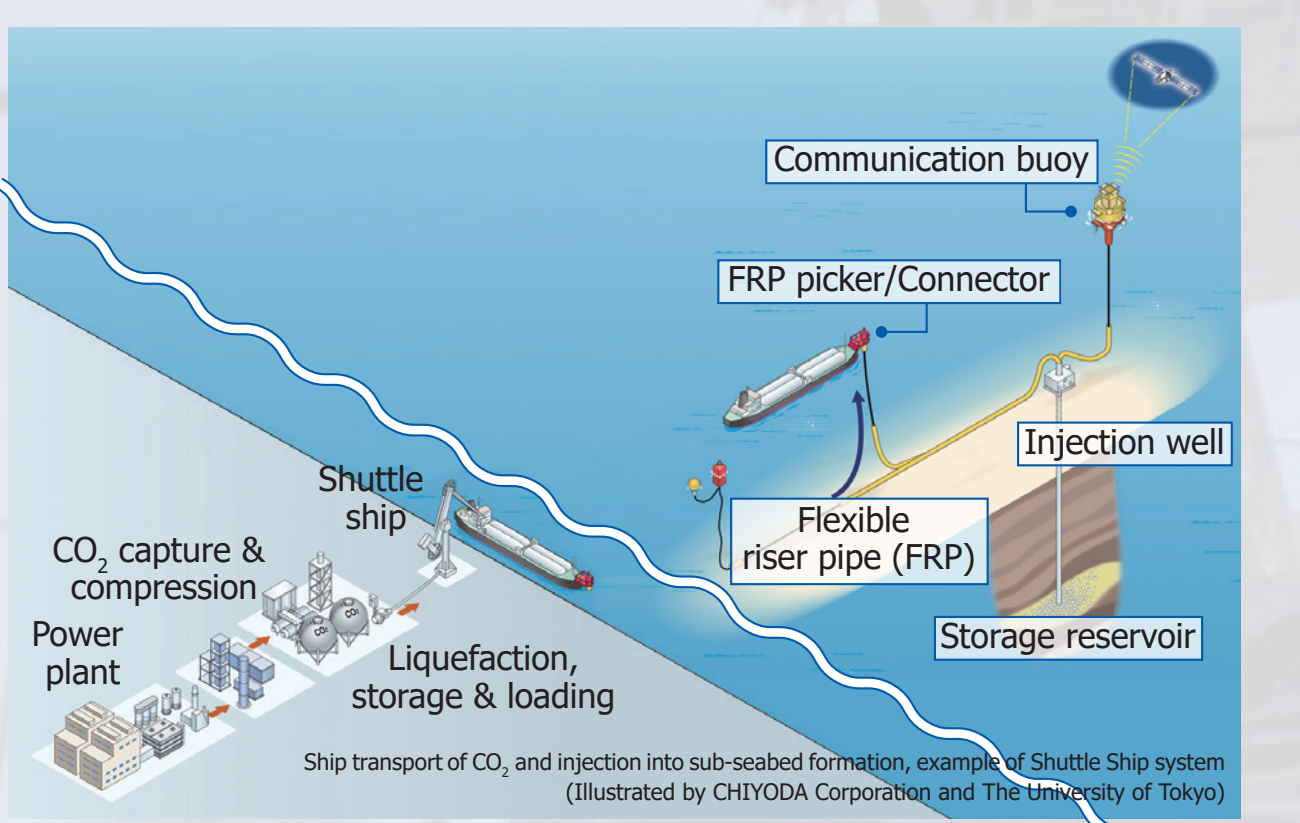 Communication buoy
FRP picker/Connector
Injection well
Flexible
riser pipe (FRP)
Storage reservoir
Shuttle
ship
CO₂ capture &
compression
Power
plant
CO₂
CO₂
Liquefaction,
storage & loading
Ship transport of CO₂ and injection into sub-seabed formation, example of Shuttle Ship system
(Illustrated by CHIYODA Corporation and The University of Tokyo)